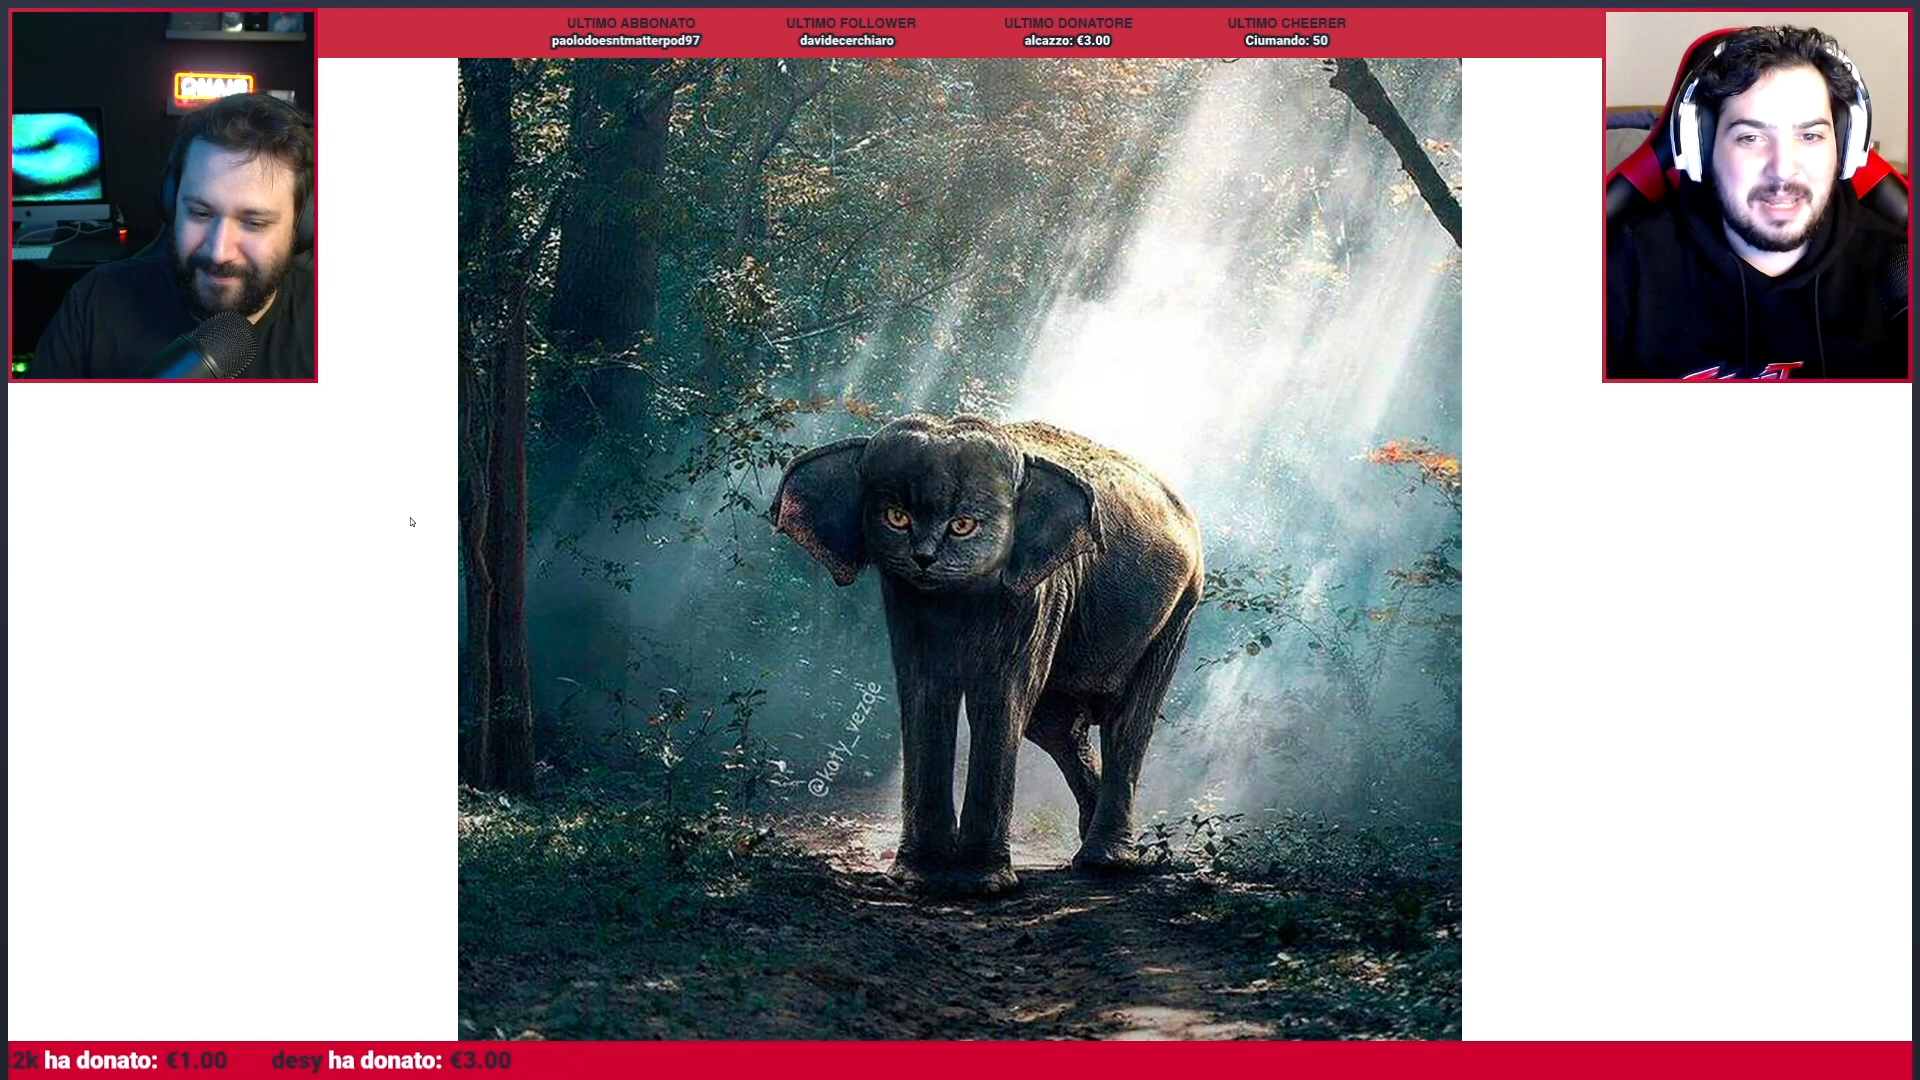 ULTIMO ABBONATO
paolodoesntmatterpod97
ULTIMO FOLLOWER
davidecerchiaro
ULTIMO DONATORE
alcazzo: €3.00
ULTIMO CHEERER
Ciumando: 50
@katy_vezde
2k ha donato: €1.00 desy ha donato: €3.00